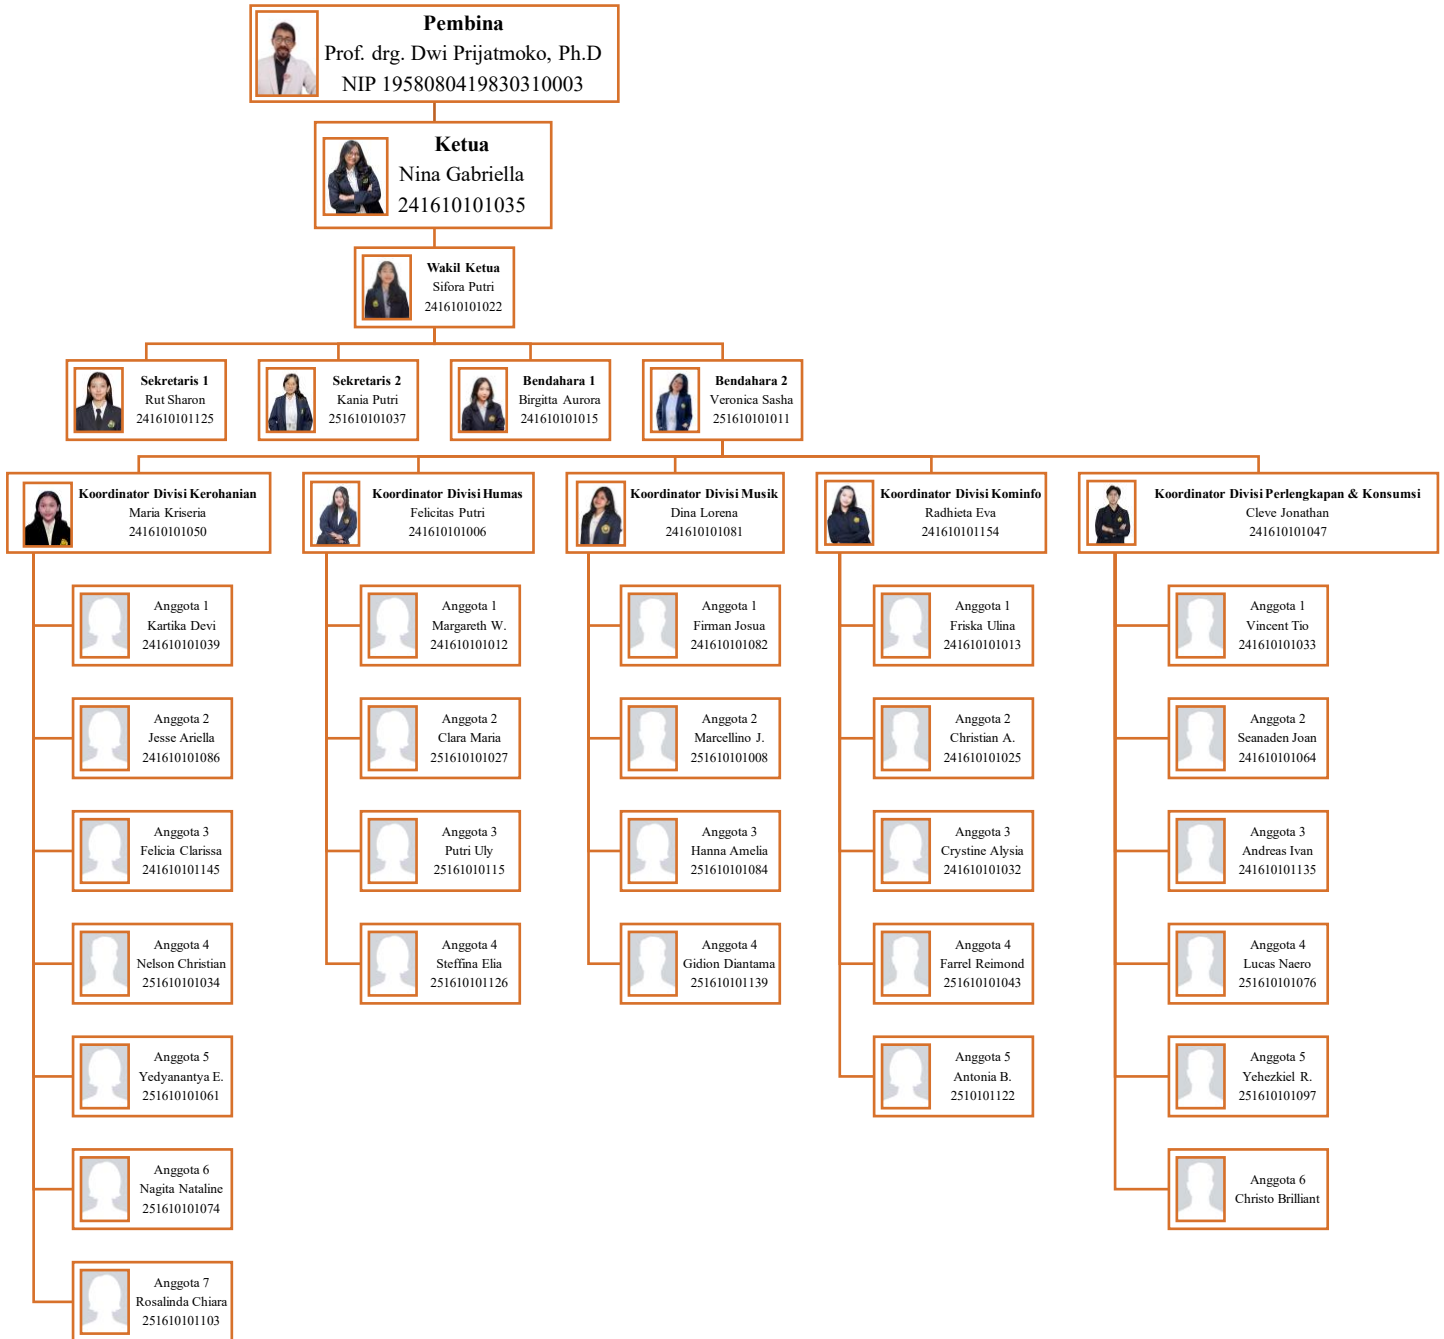 Pembina
Prof. drg. Dwi Prijatmoko, Ph.D
NIP 1958080419830310003
Ketua
Nina Gabriella
241610101035
Wakil Ketua
Sifora Putri
241610101022
Sekretaris 1
Rut Sharon
241610101125
Sekretaris 2
Kania Putri
251610101037
Bendahara 1
Birgitta Aurora
241610101015
Bendahara 2
Veronica Sasha
251610101011
Koordinator Divisi Kerohanian
Maria Kriseria
241610101050
Anggota 1
Kartika Devi
241610101039
Anggota 2
Jesse Ariella
241610101086
Anggota 3
Felicia Clarissa
241610101145
Anggota 4
Nelson Christian
251610101034
Anggota 5
Yedyanantya E.
251610101061
Anggota 6
Nagita Nataline
251610101074
Anggota 7
Rosalinda Chiara
251610101103
Koordinator Divisi Humas
Felicitas Putri
241610101006
Anggota 1
Margareth W.
241610101012
Anggota 2
Clara Maria
251610101027
Anggota 3
Putri Uly
25161010115
Anggota 4
Steffina Elia
251610101126
Koordinator Divisi Musik
Dina Lorena
241610101081
Anggota 1
Firman Josua
241610101082
Anggota 2
Marcellino J.
251610101008
Anggota 3
Hanna Amelia
251610101084
Anggota 4
Gidion Diantama
251610101139
Koordinator Divisi Kominfo
Radhieta Eva
241610101154
Anggota 1
Friska Ulina
241610101013
Anggota 2
Christian A.
241610101025
Anggota 3
Crystine Alysia
241610101032
Anggota 4
Farrel Reimond
251610101043
Anggota 5
Antonia B.
2510101122
Koordinator Divisi Perlengkapan & Konsumsi
Cleve Jonathan
241610101047
Anggota 1
Vincent Tio
241610101033
Anggota 2
Seanaden Joan
241610101064
Anggota 3
Andreas Ivan
241610101135
Anggota 4
Lucas Naero
251610101076
Anggota 5
Yehezkiel R.
251610101097
Anggota 6
Christo Brilliant